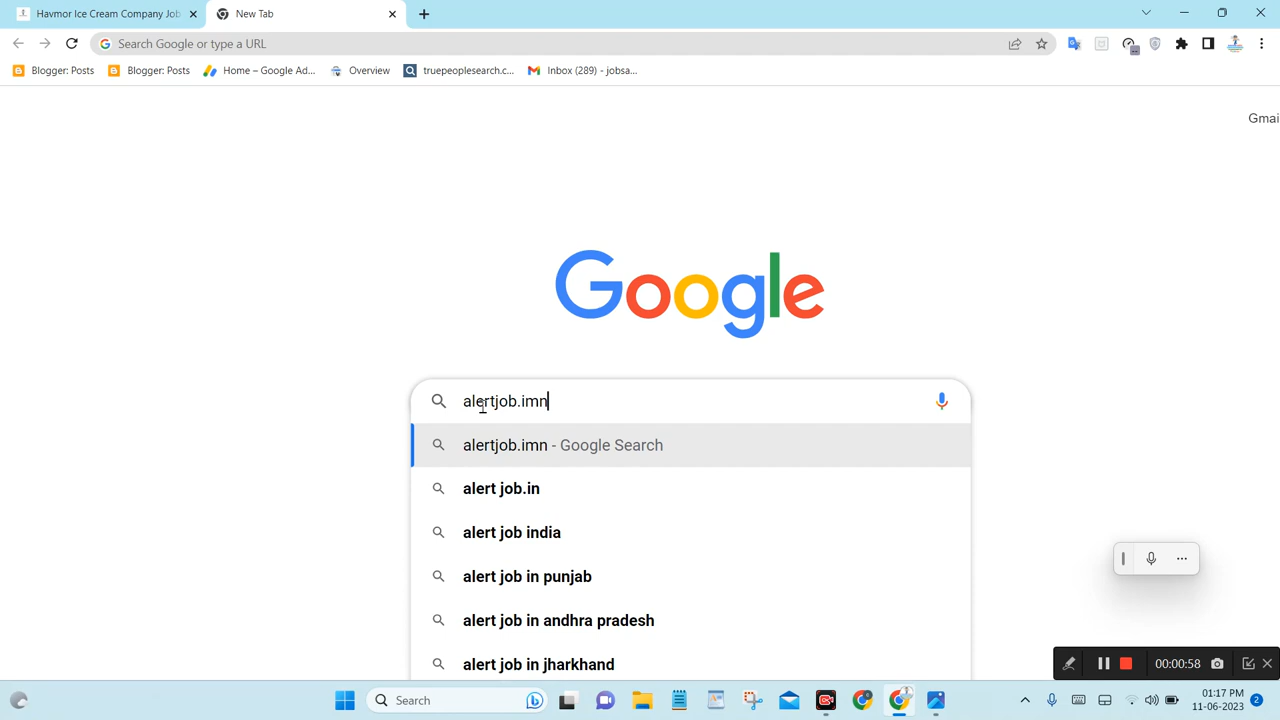 Havmor Ice Cream Company Job
New Tab
Search Google or type a URL
Blogger: Posts
Blogger: Posts
Home – Google Ad...
Overview
truepeoplesearch.c...
Inbox (289) - jobsa...
Gmai
Google
alertjob.imn
alertjob.imn - Google Search
alert job.in
alert job india
alert job in punjab
alert job in andhra pradesh
alert job in jharkhand
00:00:58
Search
01:17 PM
11-06-2023
2